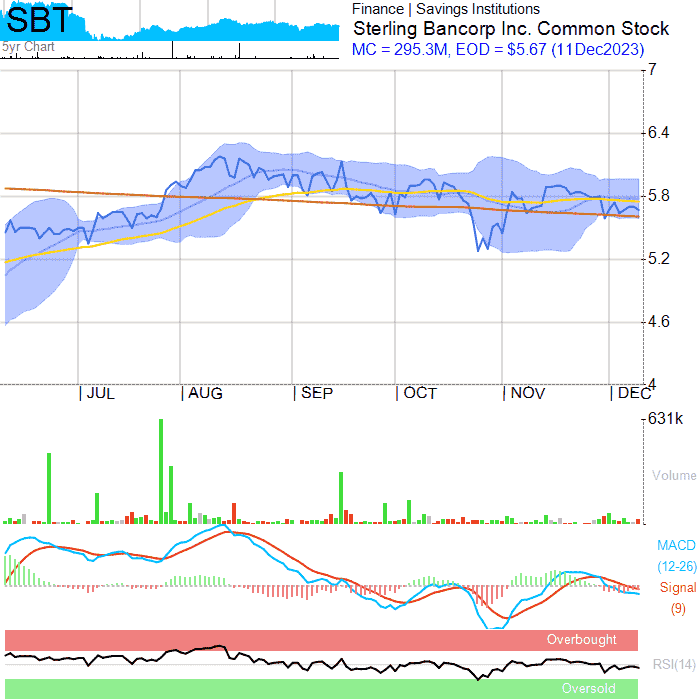 SBT
5yr Chart
Finance | Savings Institutions
Sterling Bancorp Inc. Common Stock
MC = 295.3M, EOD = $5.67 (11Dec2023)
7
6.4
5.8
5.2
4.6
4
| JUL | AUG | SEP | OCT | NOV | DEC
631k
Volume
MACD
(12-26)
Signal
(9)
Overbought
RSI(14)
Oversold